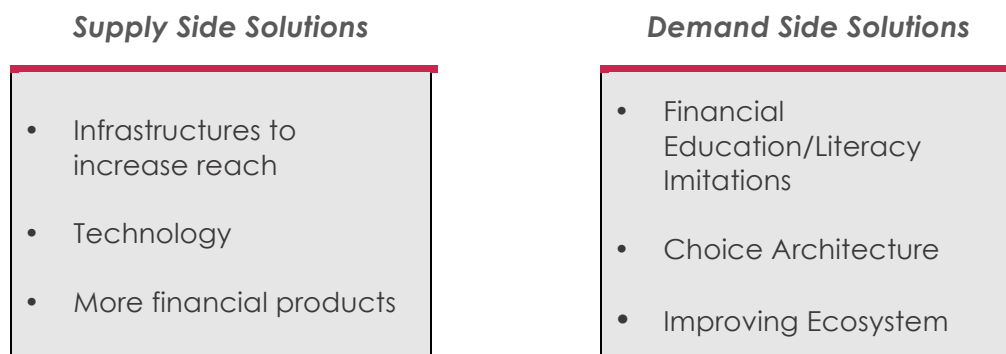 Supply Side Solutions
• Infrastructures to
increase reach
• Technology
• More financial products
Demand Side Solutions
• Financial
Education/Literacy
Imitations
• Choice Architecture
• Improving Ecosystem